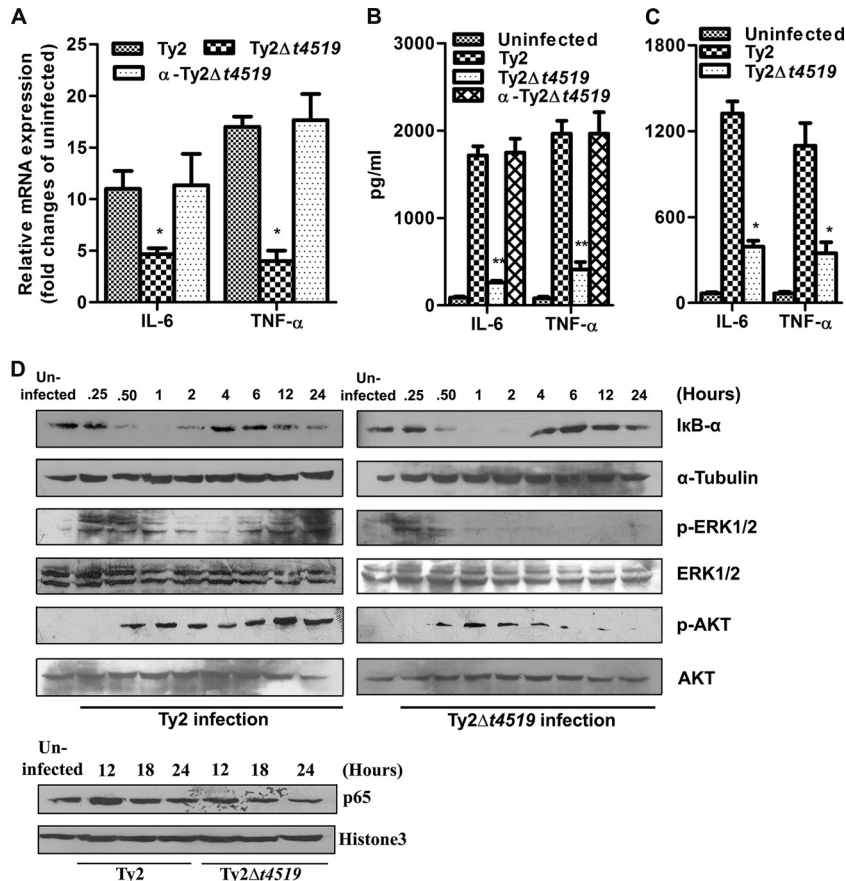 A
Ty2 Ty2Δt4519
α-Ty2Δt4519
Relative mRNA expression
(fold changes of uninfected)
25
20
15
10
5
0
*
*
IL-6 TNF-α
B
Uninfected
Ty2
Ty2Δt4519
α-Ty2Δt4519
pg/ml
3000
2400
1800
1200
600
0
**
**
IL-6 TNF-α
C
Uninfected
Ty2
Ty2Δt4519
1800
1200
600
0
*
*
IL-6 TNF-α
D
Un-
infected .25 .50 1 2 4 6 12 24
Un-
infected .25 .50 1 2 4 6 12 24 (Hours)
IκB-α
α-Tubulin
p-ERK1/2
ERK1/2
p-AKT
AKT
Ty2 infection Ty2Δt4519 infection
Un-
infected 12 18 24 12 18 24 (Hours)
p65
Histone3
Ty2 Ty2Δt4519